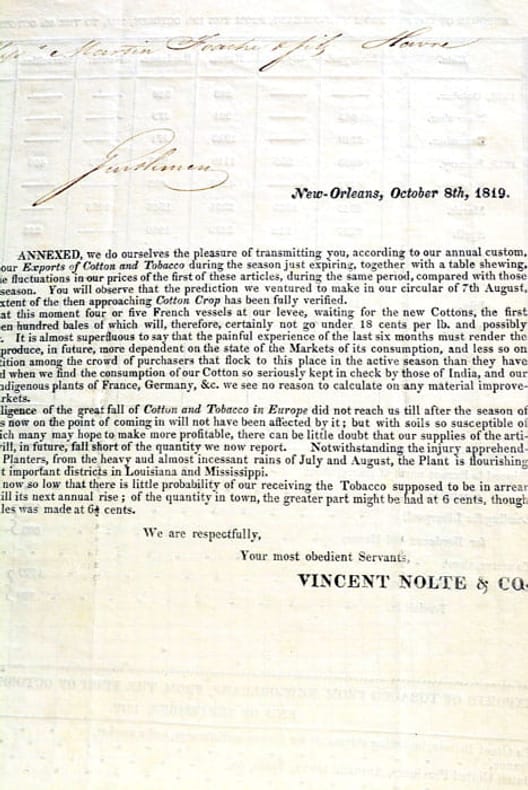 Martin Foache & fils Havre
Gentlemen
New-Orleans, October 8th, 1819.
ANNEXED, we do ourselves the pleasure of transmitting you, according to our annual custom,
our Exports of Cotton and Tobacco during the season just expiring, together with a table shewing,
fluctuations in our prices of the first of these articles, during the same period, compared with those
season. You will observe that the prediction we ventured to make in our circular of 7th August,
extent of the then approaching Cotton Crop has been fully verified.
at this moment four or five French vessels at our levee, waiting for the new Cottons, the first
hundred bales of which will, therefore, certainly not go under 18 cents per lb. and possibly
It is almost superfluous to say that the painful experience of the last six months must render the
produce, in future, more dependent on the state of the Markets of its consumption, and less so on
tition among the crowd of purchasers that flock to this place in the active season than they have
when we find the consumption of our Cotton so seriously kept in check by those of India, and our
ndigenous plants of France, Germany, &c. we see no reason to calculate on any material improve-
rkets.
lligence of the great fall of Cotton and Tobacco in Europe did not reach us till after the season of
s now on the point of coming in will not have been affected by it; but with soils so susceptible of
ich many may hope to make more profitable, there can be little doubt that our supplies of the arti-
will, in future, fall short of the quantity we now report. Notwithstanding the injury apprehend-
Planters, from the heavy and almost incessant rains of July and August, the Plant is flourishing
t important districts in Louisiana and Mississippi.
now so low that there is little probability of our receiving the Tobacco supposed to be in arrear
till its next annual rise; of the quantity in town, the greater part might be had at 6 cents, though
les was made at 6½ cents.
We are respectfully,
Your most obedient Servants,
VINCENT NOLTE & CO.